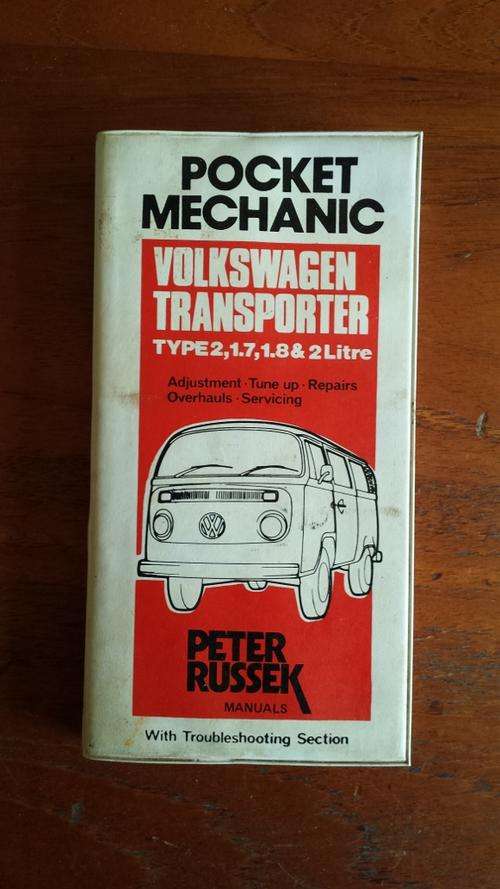 POCKET
MECHANIC
VOLKSWAGEN
TRANSPORTER
TYPE 2, 1.7, 1.8 & 2 Litre
Adjustment · Tune up · Repairs
Overhauls · Servicing
VW
PETER
RUSSEK
MANUALS
With Troubleshooting Section